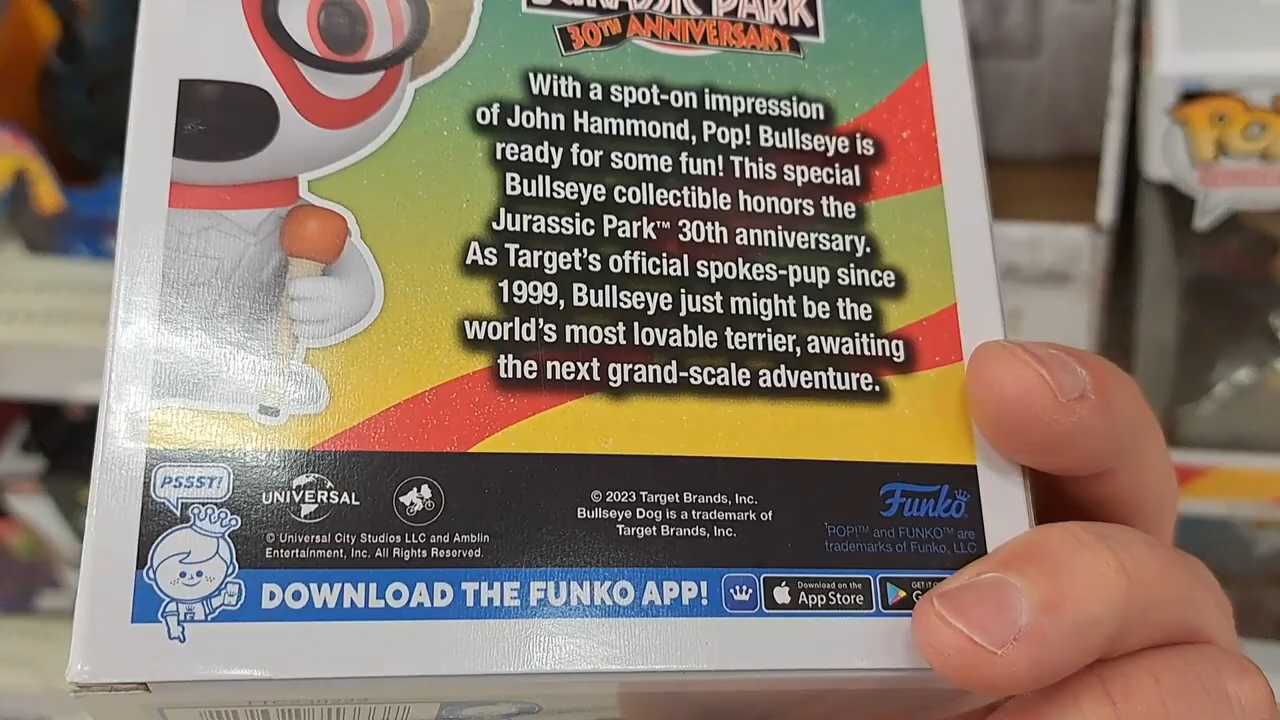 JURASSIC PARK
30TH ANNIVERSARY
With a spot-on impression
of John Hammond, Pop! Bullseye is
ready for some fun! This special
Bullseye collectible honors the
Jurassic Park™ 30th anniversary.
As Target's official spokes-pup since
1999, Bullseye just might be the
world's most lovable terrier, awaiting
the next grand-scale adventure.
PSSST!
UNIVERSAL
© Universal City Studios LLC and Amblin
Entertainment, Inc. All Rights Reserved.
© 2023 Target Brands, Inc.
Bullseye Dog is a trademark of
Target Brands, Inc.
Funko
POP!™ and FUNKO™ are
trademarks of Funko, LLC
DOWNLOAD THE FUNKO APP!
Download on the
App Store
GET IT